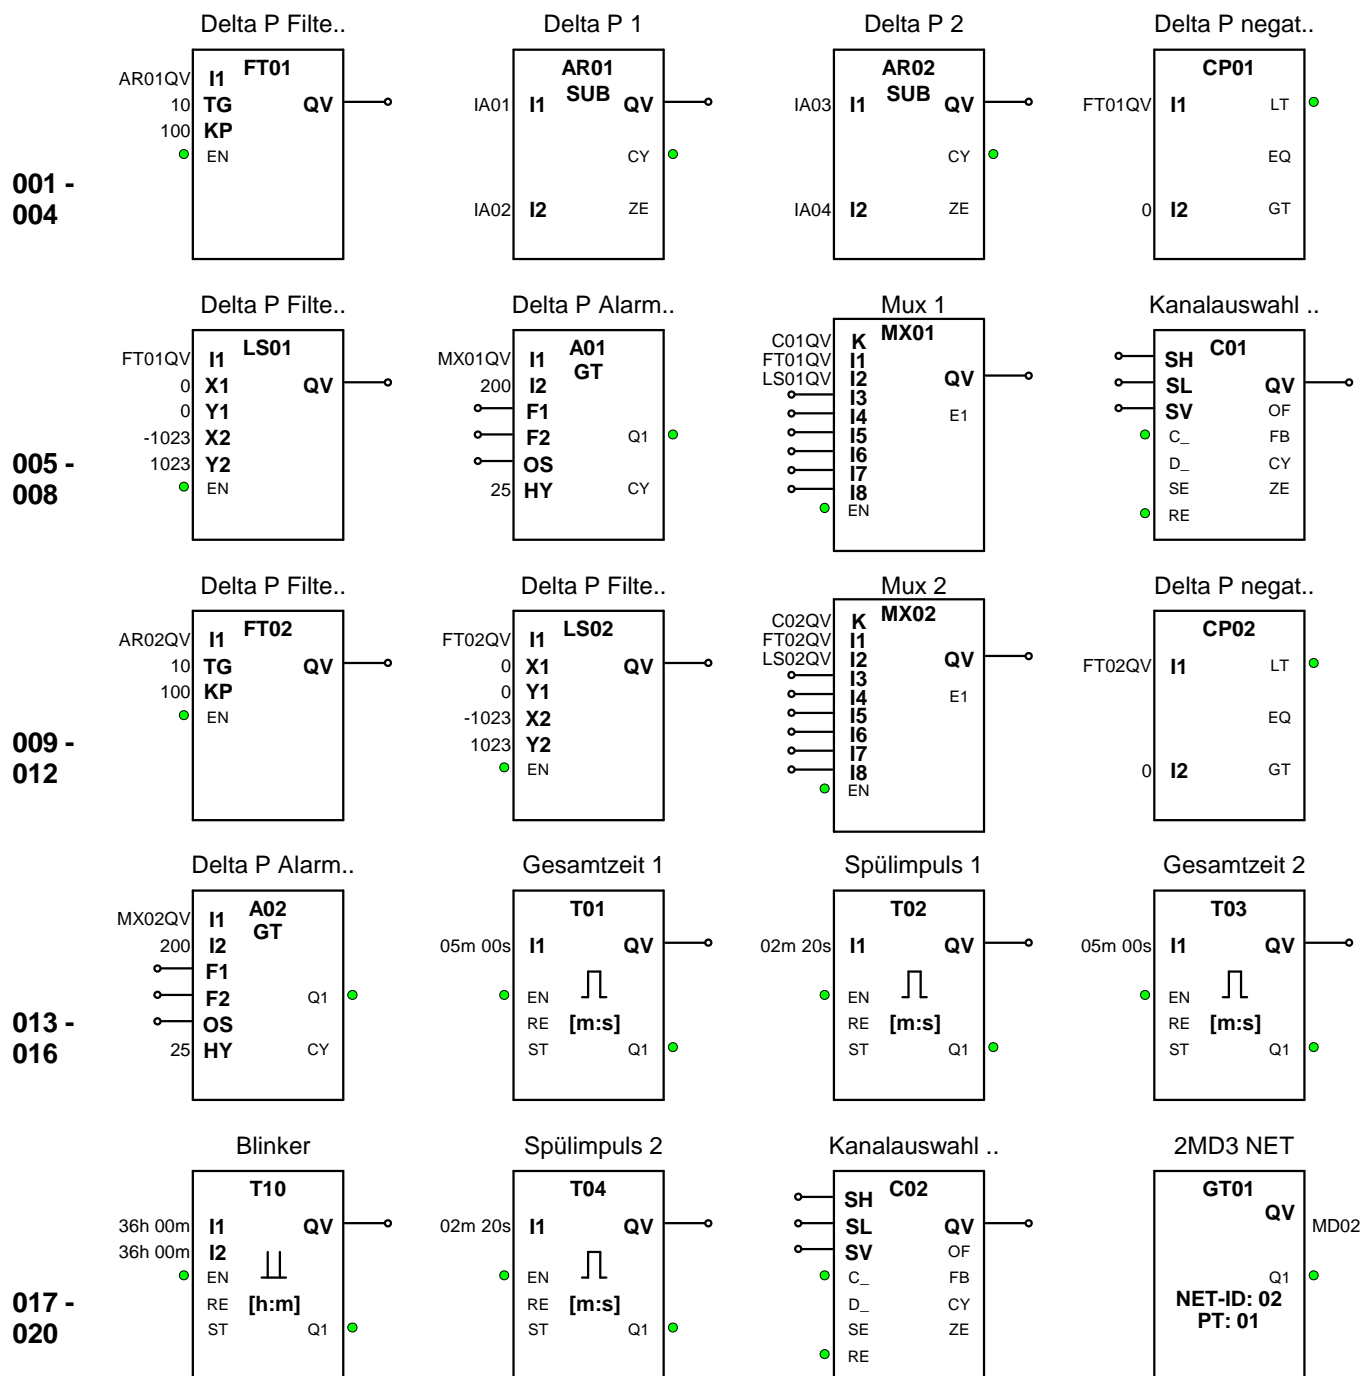 Delta P Filte..
Delta P 1
Delta P 2
Delta P negat..
001 -
004
FT01
AR01QV I1
10 TG QV
100 KP
EN
AR01
SUB
IA01 I1 QV
CY
IA02 I2 ZE
AR02
SUB
IA03 I1 QV
CY
IA04 I2 ZE
CP01
FT01QV I1 LT
EQ
0 I2 GT
Delta P Filte..
Delta P Alarm..
Mux 1
Kanalauswahl ..
005 -
008
LS01
FT01QV I1
0 X1 QV
0 Y1
-1023 X2
1023 Y2
EN
A01
GT
MX01QV I1
200 I2
F1
F2 Q1
OS
25 HY CY
MX01
C01QV K
FT01QV I1
LS01QV I2 QV
I3
I4 E1
I5
I6
I7
I8
EN
C01
SH
SL QV
SV OF
C_ FB
D_ CY
SE ZE
RE
Delta P Filte..
Delta P Filte..
Mux 2
Delta P negat..
009 -
012
FT02
AR02QV I1
10 TG QV
100 KP
EN
LS02
FT02QV I1
0 X1 QV
0 Y1
-1023 X2
1023 Y2
EN
MX02
C02QV K
FT02QV I1
LS02QV I2 QV
I3
I4 E1
I5
I6
I7
I8
EN
CP02
FT02QV I1 LT
EQ
0 I2 GT
Delta P Alarm..
Gesamtzeit 1
Spülimpuls 1
Gesamtzeit 2
013 -
016
A02
GT
MX02QV I1
200 I2
F1
F2 Q1
OS
25 HY CY
T01
05m 00s I1 QV
EN
RE [m:s]
ST Q1
T02
02m 20s I1 QV
EN
RE [m:s]
ST Q1
T03
05m 00s I1 QV
EN
RE [m:s]
ST Q1
Blinker
Spülimpuls 2
Kanalauswahl ..
2MD3 NET
017 -
020
T10
36h 00m I1 QV
36h 00m I2
EN
RE [h:m]
ST Q1
T04
02m 20s I1 QV
EN
RE [m:s]
ST Q1
C02
SH
SL QV
SV OF
C_ FB
D_ CY
SE ZE
RE
GT01
QV MD02
Q1
NET-ID: 02
PT: 01